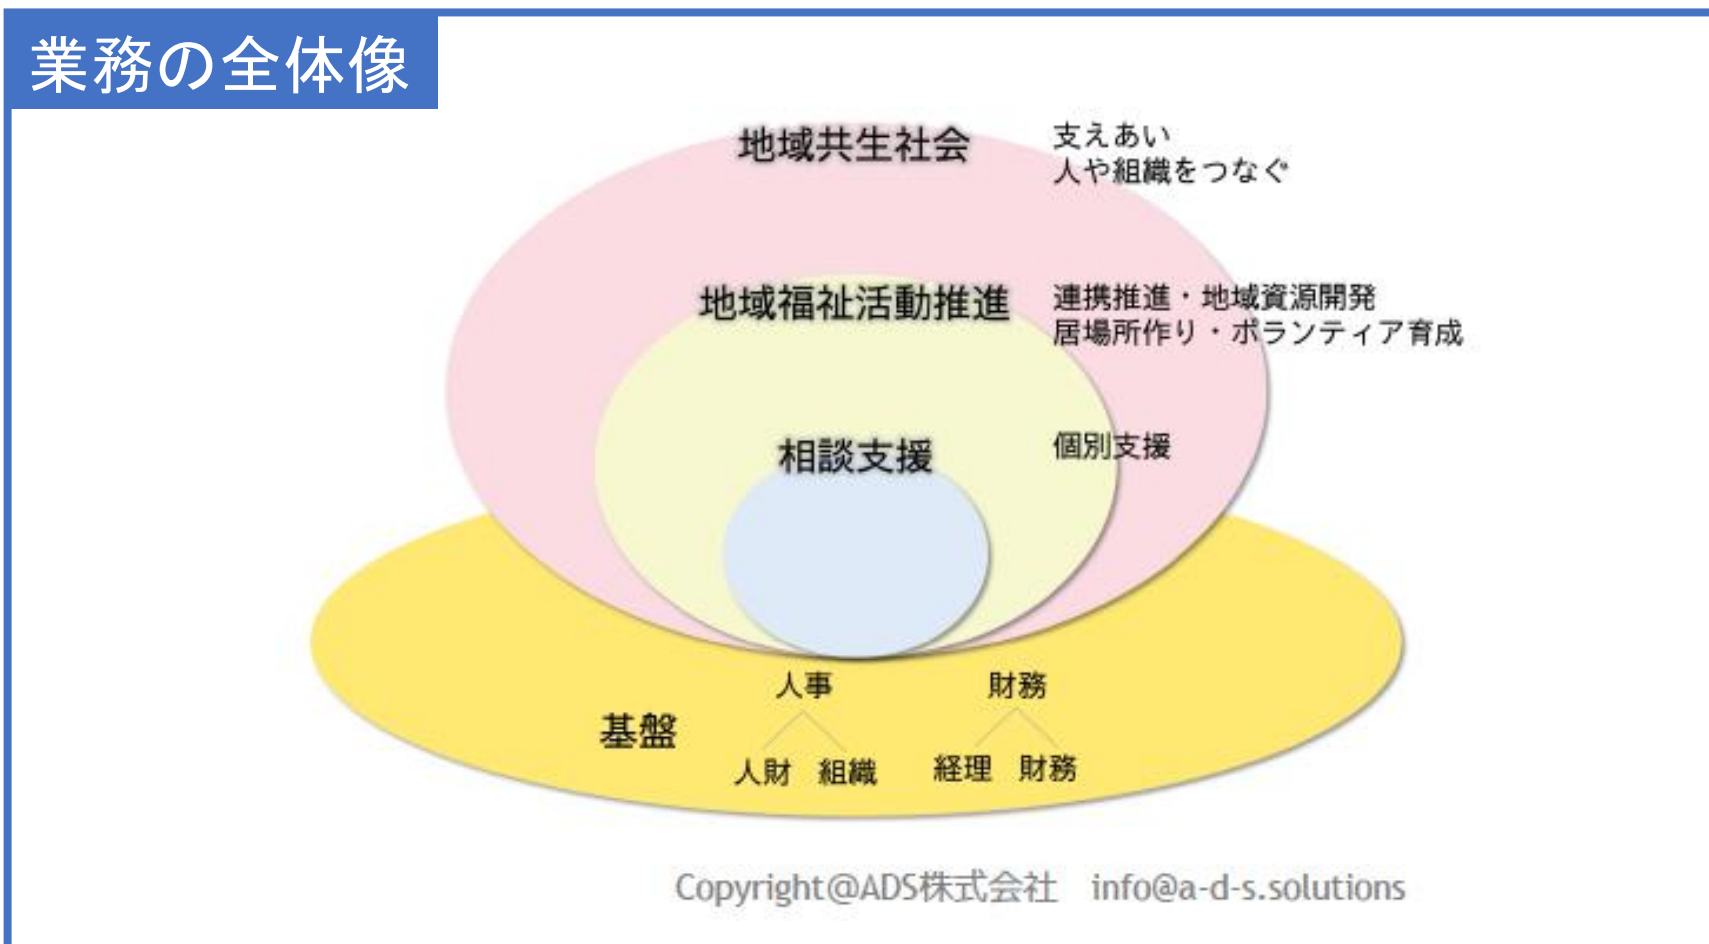 業務の全体像
地域共生社会
支えあい
人や組織をつなぐ
地域福祉活動推進
連携推進・地域資源開発
居場所作り・ボランティア育成
相談支援
個別支援
基盤
人事
人財 組織
財務
経理 財務
Copyright@ADS株式会社 info@a-d-s.solutions